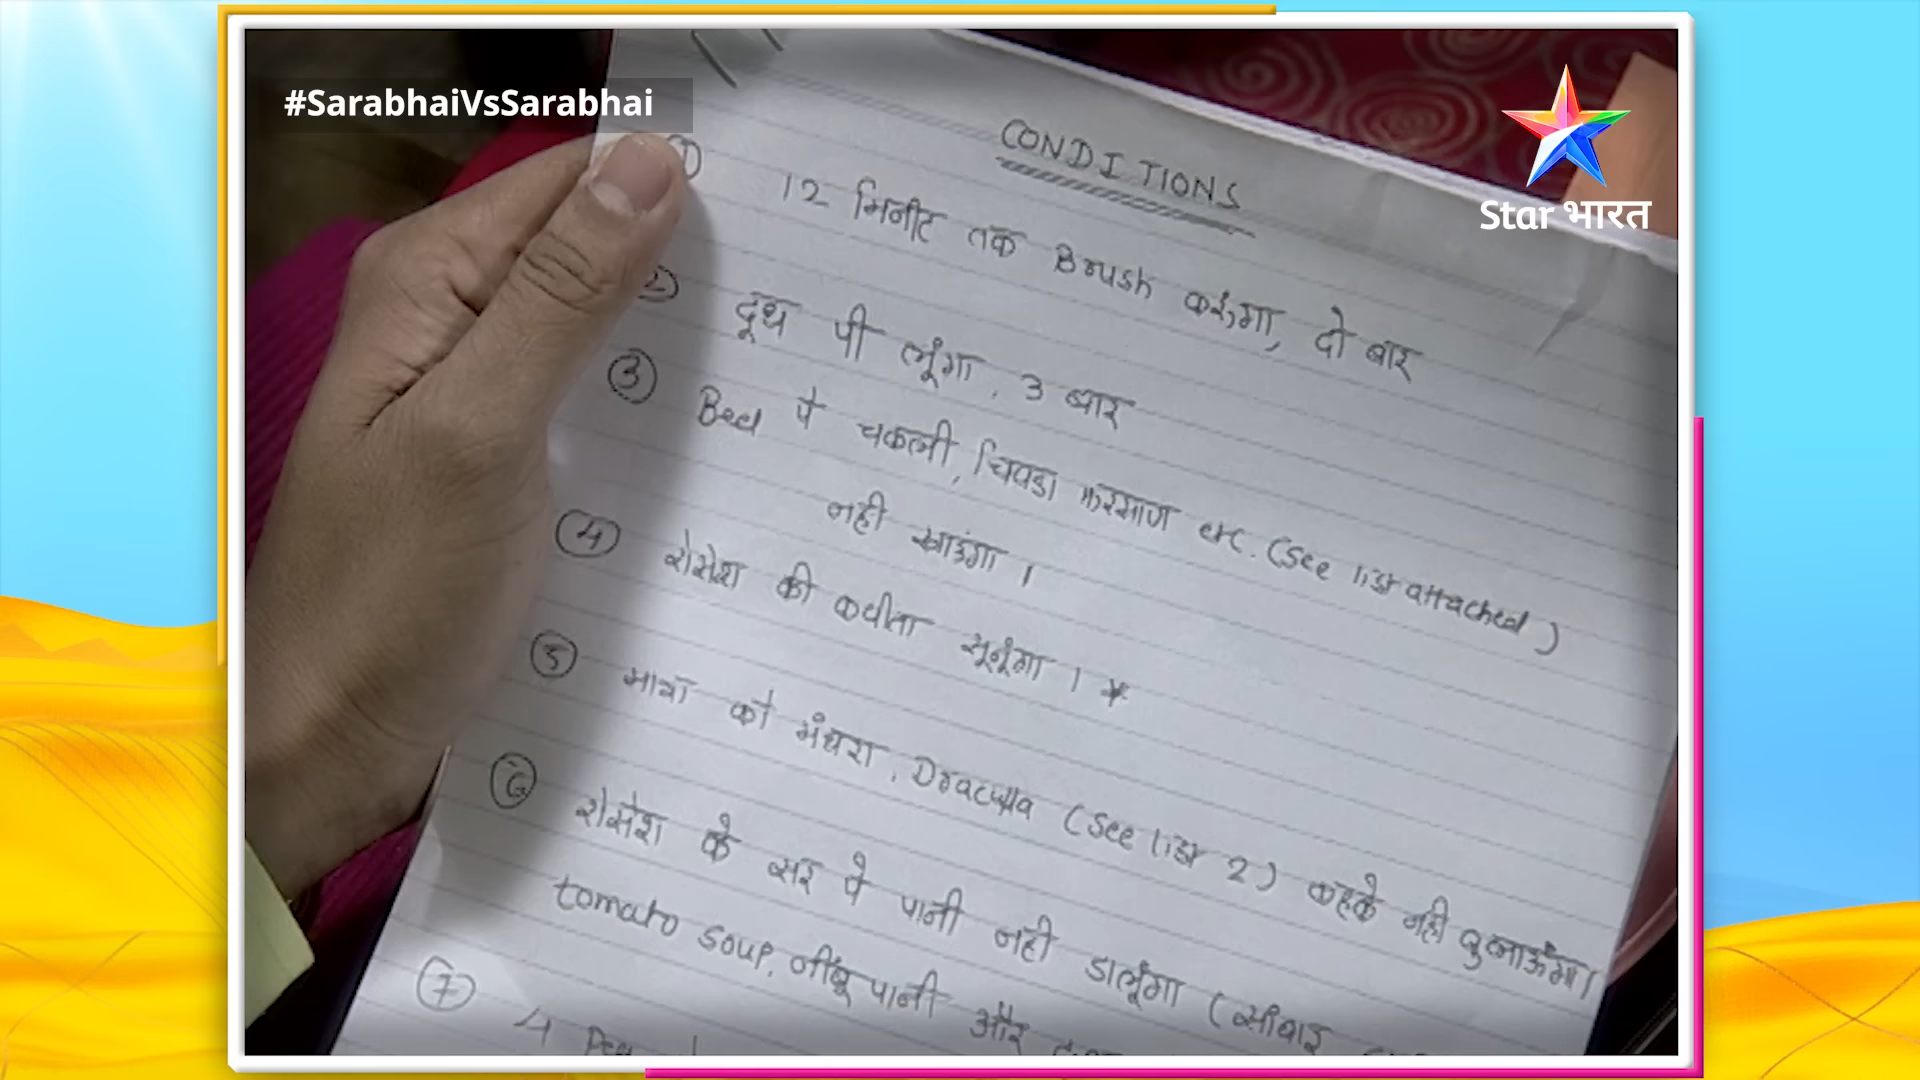 #SarabhaiVsSarabhai
Star भारत
CONDITIONS
① 12 मिनीट तक Brush करुंगा, दो बार
② दूध पी लूंगा, 3 बार
③ Bed पे चकली, चिवडा फरसाण etc. (See list attached)
नही खाउंगा ।
④ रोसेश की कवीता सूनूंगा । *
⑤ माया को मंथरा, Dracula (See list 2) कहके नही बुलाऊँगा।
⑥ रोसेश के सर पे पानी नही डालूंगा (सीवाइ
tomato soup, नींबू पानी और
⑦ 4